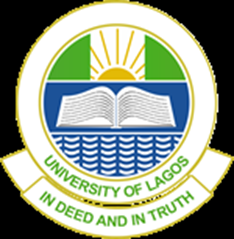 UNIVERSITY OF LAGOS
IN DEED AND IN TRUTH